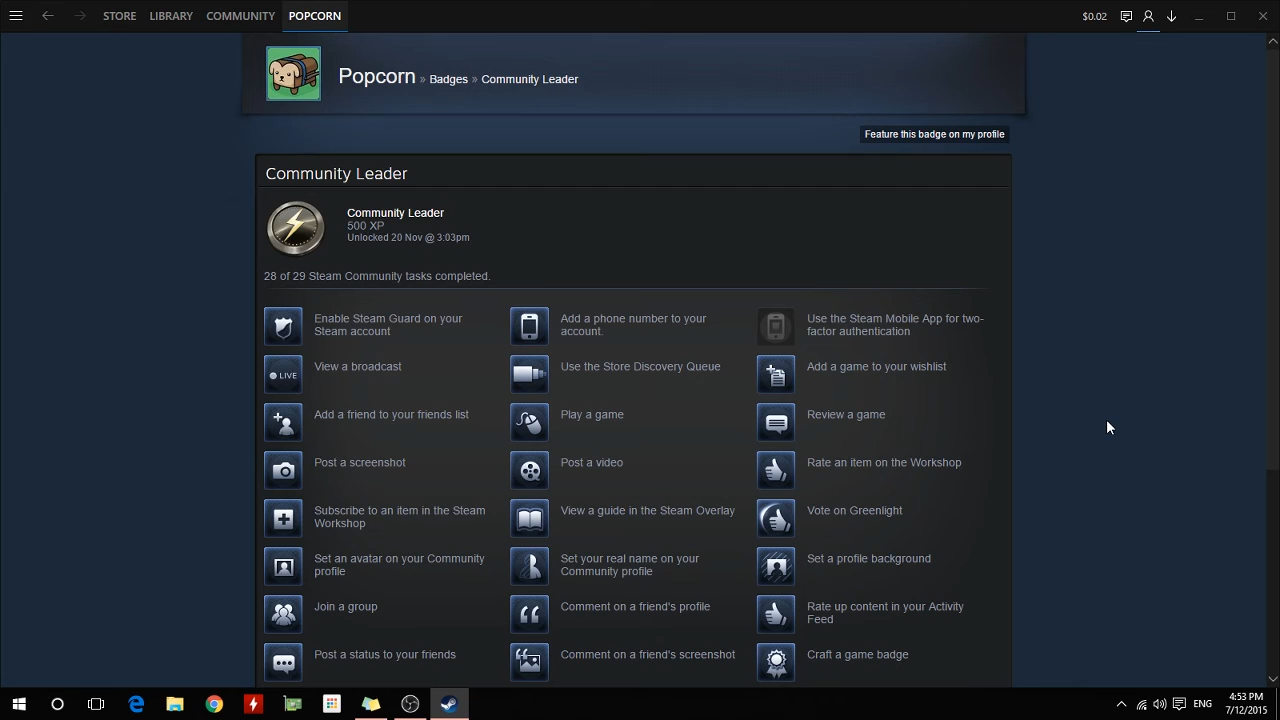 STORE LIBRARY COMMUNITY POPCORN $0.02
Popcorn » Badges » Community Leader
Feature this badge on my profile
Community Leader
Community Leader
500 XP
Unlocked 20 Nov @ 3:03pm
28 of 29 Steam Community tasks completed.
Enable Steam Guard on your
Steam account
Add a phone number to your
account.
Use the Steam Mobile App for two-
factor authentication
LIVE
View a broadcast
Use the Store Discovery Queue
Add a game to your wishlist
Add a friend to your friends list
Play a game
Review a game
Post a screenshot
Post a video
Rate an item on the Workshop
Subscribe to an item in the Steam
Workshop
View a guide in the Steam Overlay
Vote on Greenlight
Set an avatar on your Community
profile
Set your real name on your
Community profile
Set a profile background
Join a group
Comment on a friend's profile
Rate up content in your Activity
Feed
Post a status to your friends
Comment on a friend's screenshot
Craft a game badge
ENG
4:53 PM
7/12/2015